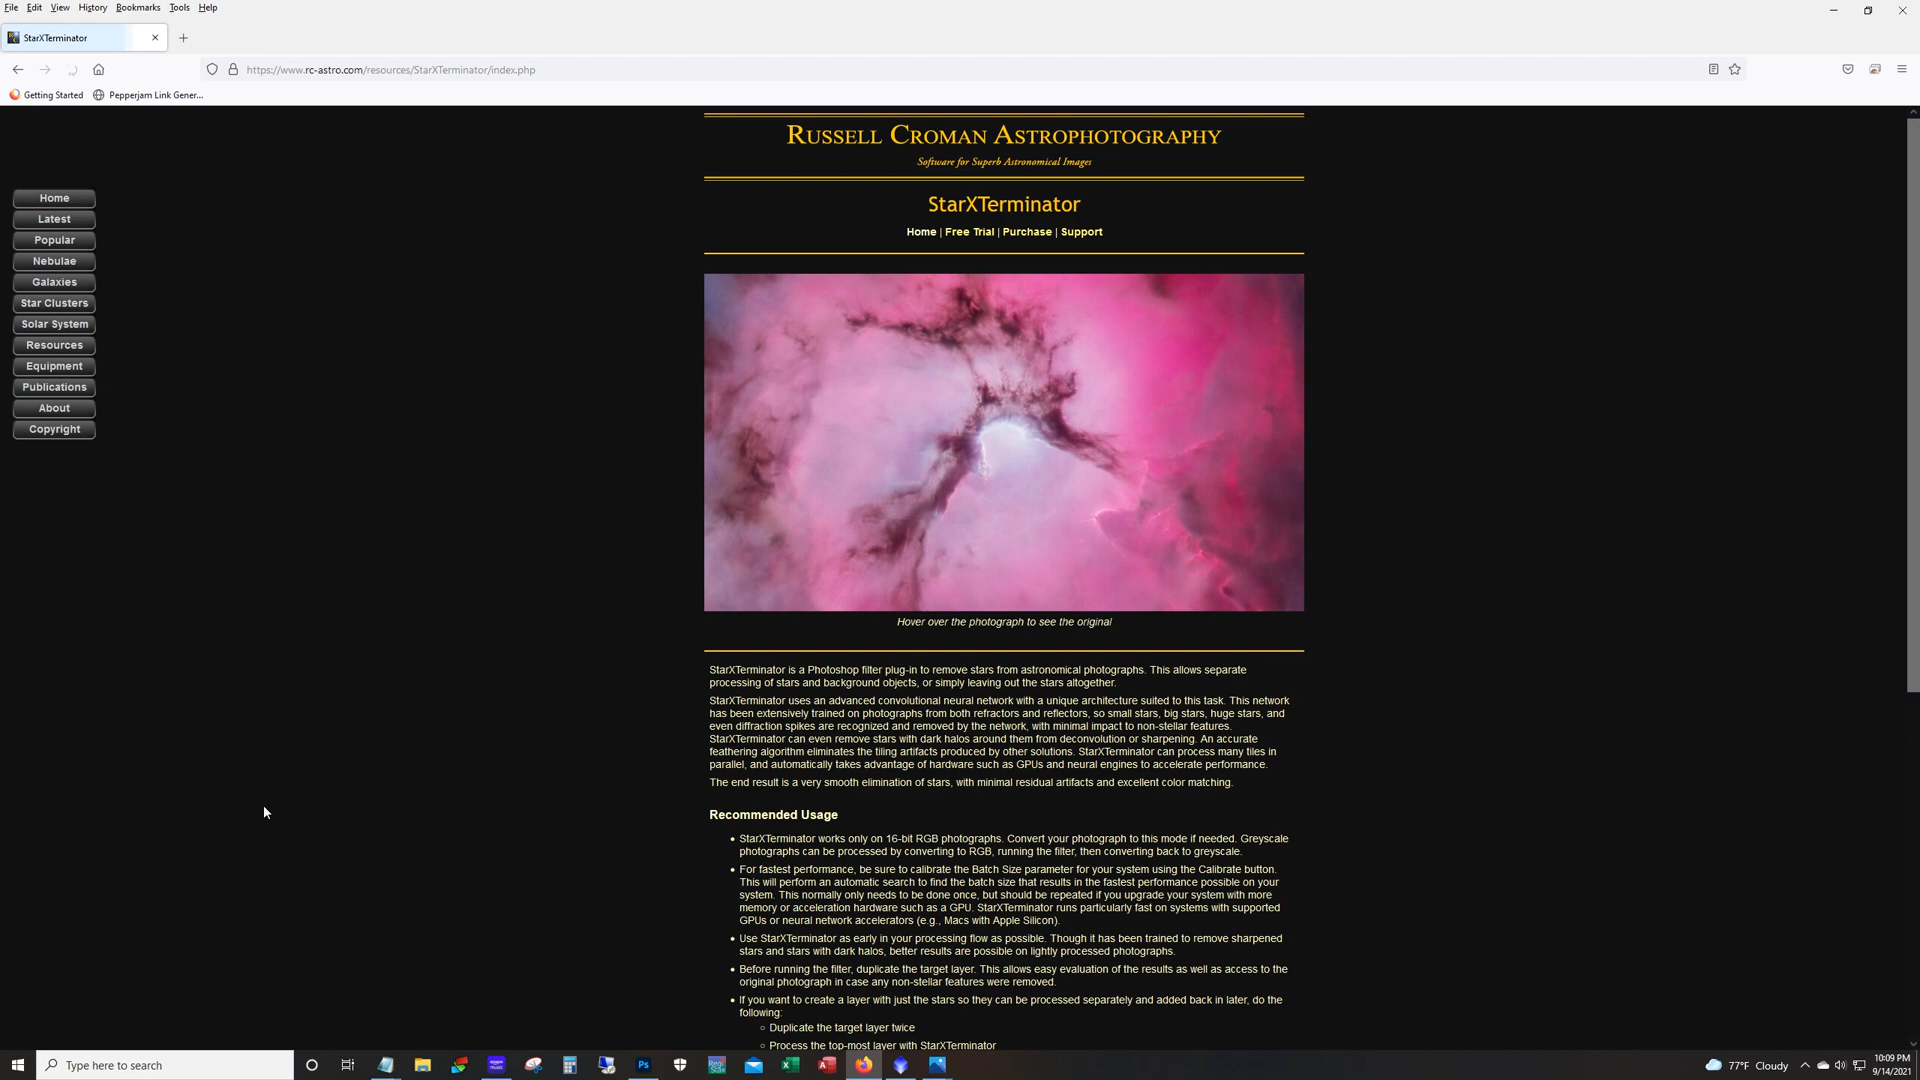 File Edit View History Bookmarks Tools Help
StarXTerminator
https://www.rc-astro.com/resources/StarXTerminator/index.php
Getting Started Pepperjam Link Gener...
Russell Croman Astrophotography
Software for Superb Astronomical Images
StarXTerminator
Home | Free Trial | Purchase | Support
Home
Latest
Popular
Nebulae
Galaxies
Star Clusters
Solar System
Resources
Equipment
Publications
About
Copyright
Hover over the photograph to see the original
StarXTerminator is a Photoshop filter plug-in to remove stars from astronomical photographs. This allows separate
processing of stars and background objects, or simply leaving out the stars altogether.
StarXTerminator uses an advanced convolutional neural network with a unique architecture suited to this task. This network
has been extensively trained on photographs from both refractors and reflectors, so small stars, big stars, huge stars, and
even diffraction spikes are recognized and removed by the network, with minimal impact to non-stellar features.
StarXTerminator can even remove stars with dark halos around them from deconvolution or sharpening. An accurate
feathering algorithm eliminates the tiling artifacts produced by other solutions. StarXTerminator can process many tiles in
parallel, and automatically takes advantage of hardware such as GPUs and neural engines to accelerate performance.
The end result is a very smooth elimination of stars, with minimal residual artifacts and excellent color matching.
Recommended Usage
• StarXTerminator works only on 16-bit RGB photographs. Convert your photograph to this mode if needed. Greyscale
photographs can be processed by converting to RGB, running the filter, then converting back to greyscale.
• For fastest performance, be sure to calibrate the Batch Size parameter for your system using the Calibrate button.
This will perform an automatic search to find the batch size that results in the fastest performance possible on your
system. This normally only needs to be done once, but should be repeated if you upgrade your system with more
memory or acceleration hardware such as a GPU. StarXTerminator runs particularly fast on systems with supported
GPUs or neural network accelerators (e.g., Macs with Apple Silicon).
• Use StarXTerminator as early in your processing flow as possible. Though it has been trained to remove sharpened
stars and stars with dark halos, better results are possible on lightly processed photographs.
• Before running the filter, duplicate the target layer. This allows easy evaluation of the results as well as access to the
original photograph in case any non-stellar features were removed.
• If you want to create a layer with just the stars so they can be processed separately and added back in later, do the
following:
○ Duplicate the target layer twice
○ Process the top-most layer with StarXTerminator
Type here to search
Ps
77°F Cloudy
10:09 PM
9/14/2021